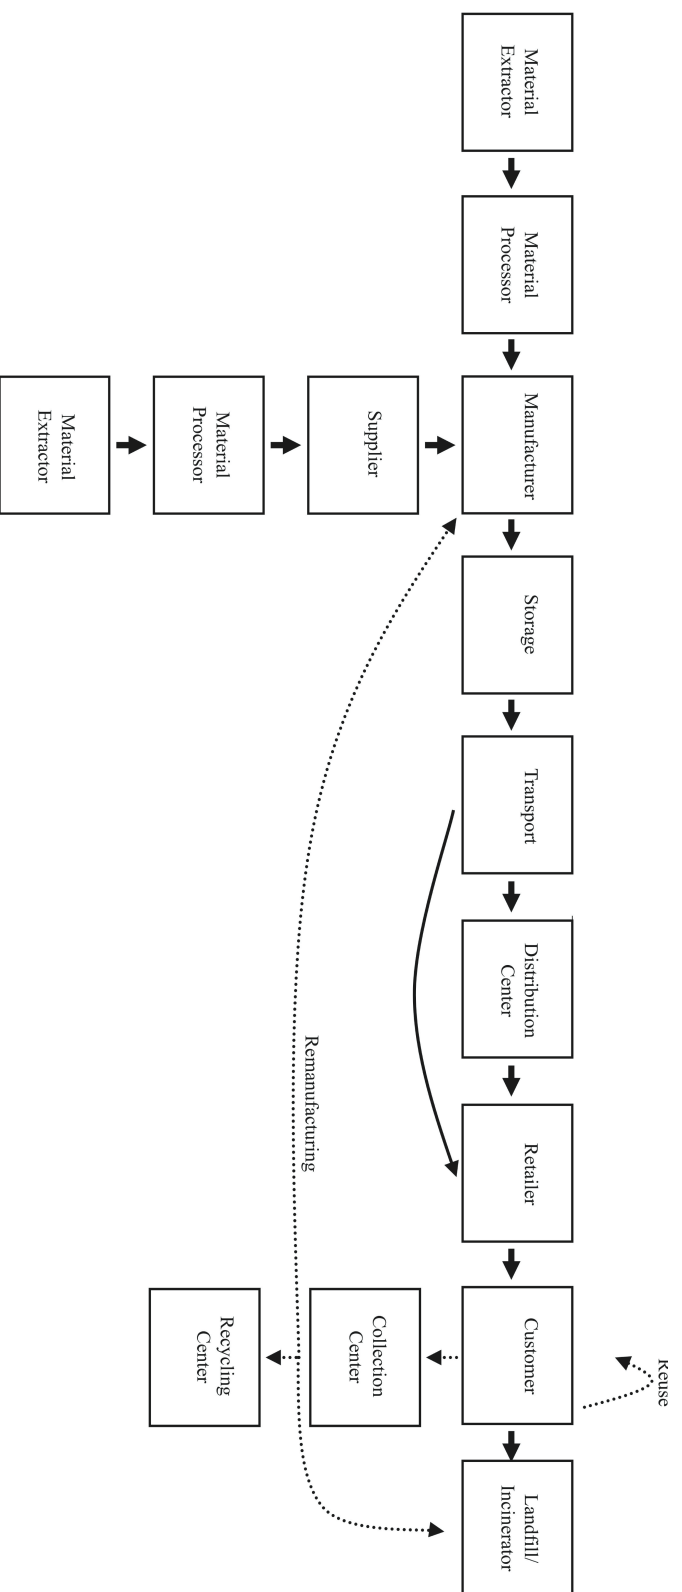 Reuse
Material
Extractor
Material
Processor
Manufacturer
Storage
Transport
Distribution
Center
Retailer
Customer
Landfill/
Incinerator
Supplier
Collection
Center
Remanufacturing
Material
Processor
Recycling
Center
Material
Extractor